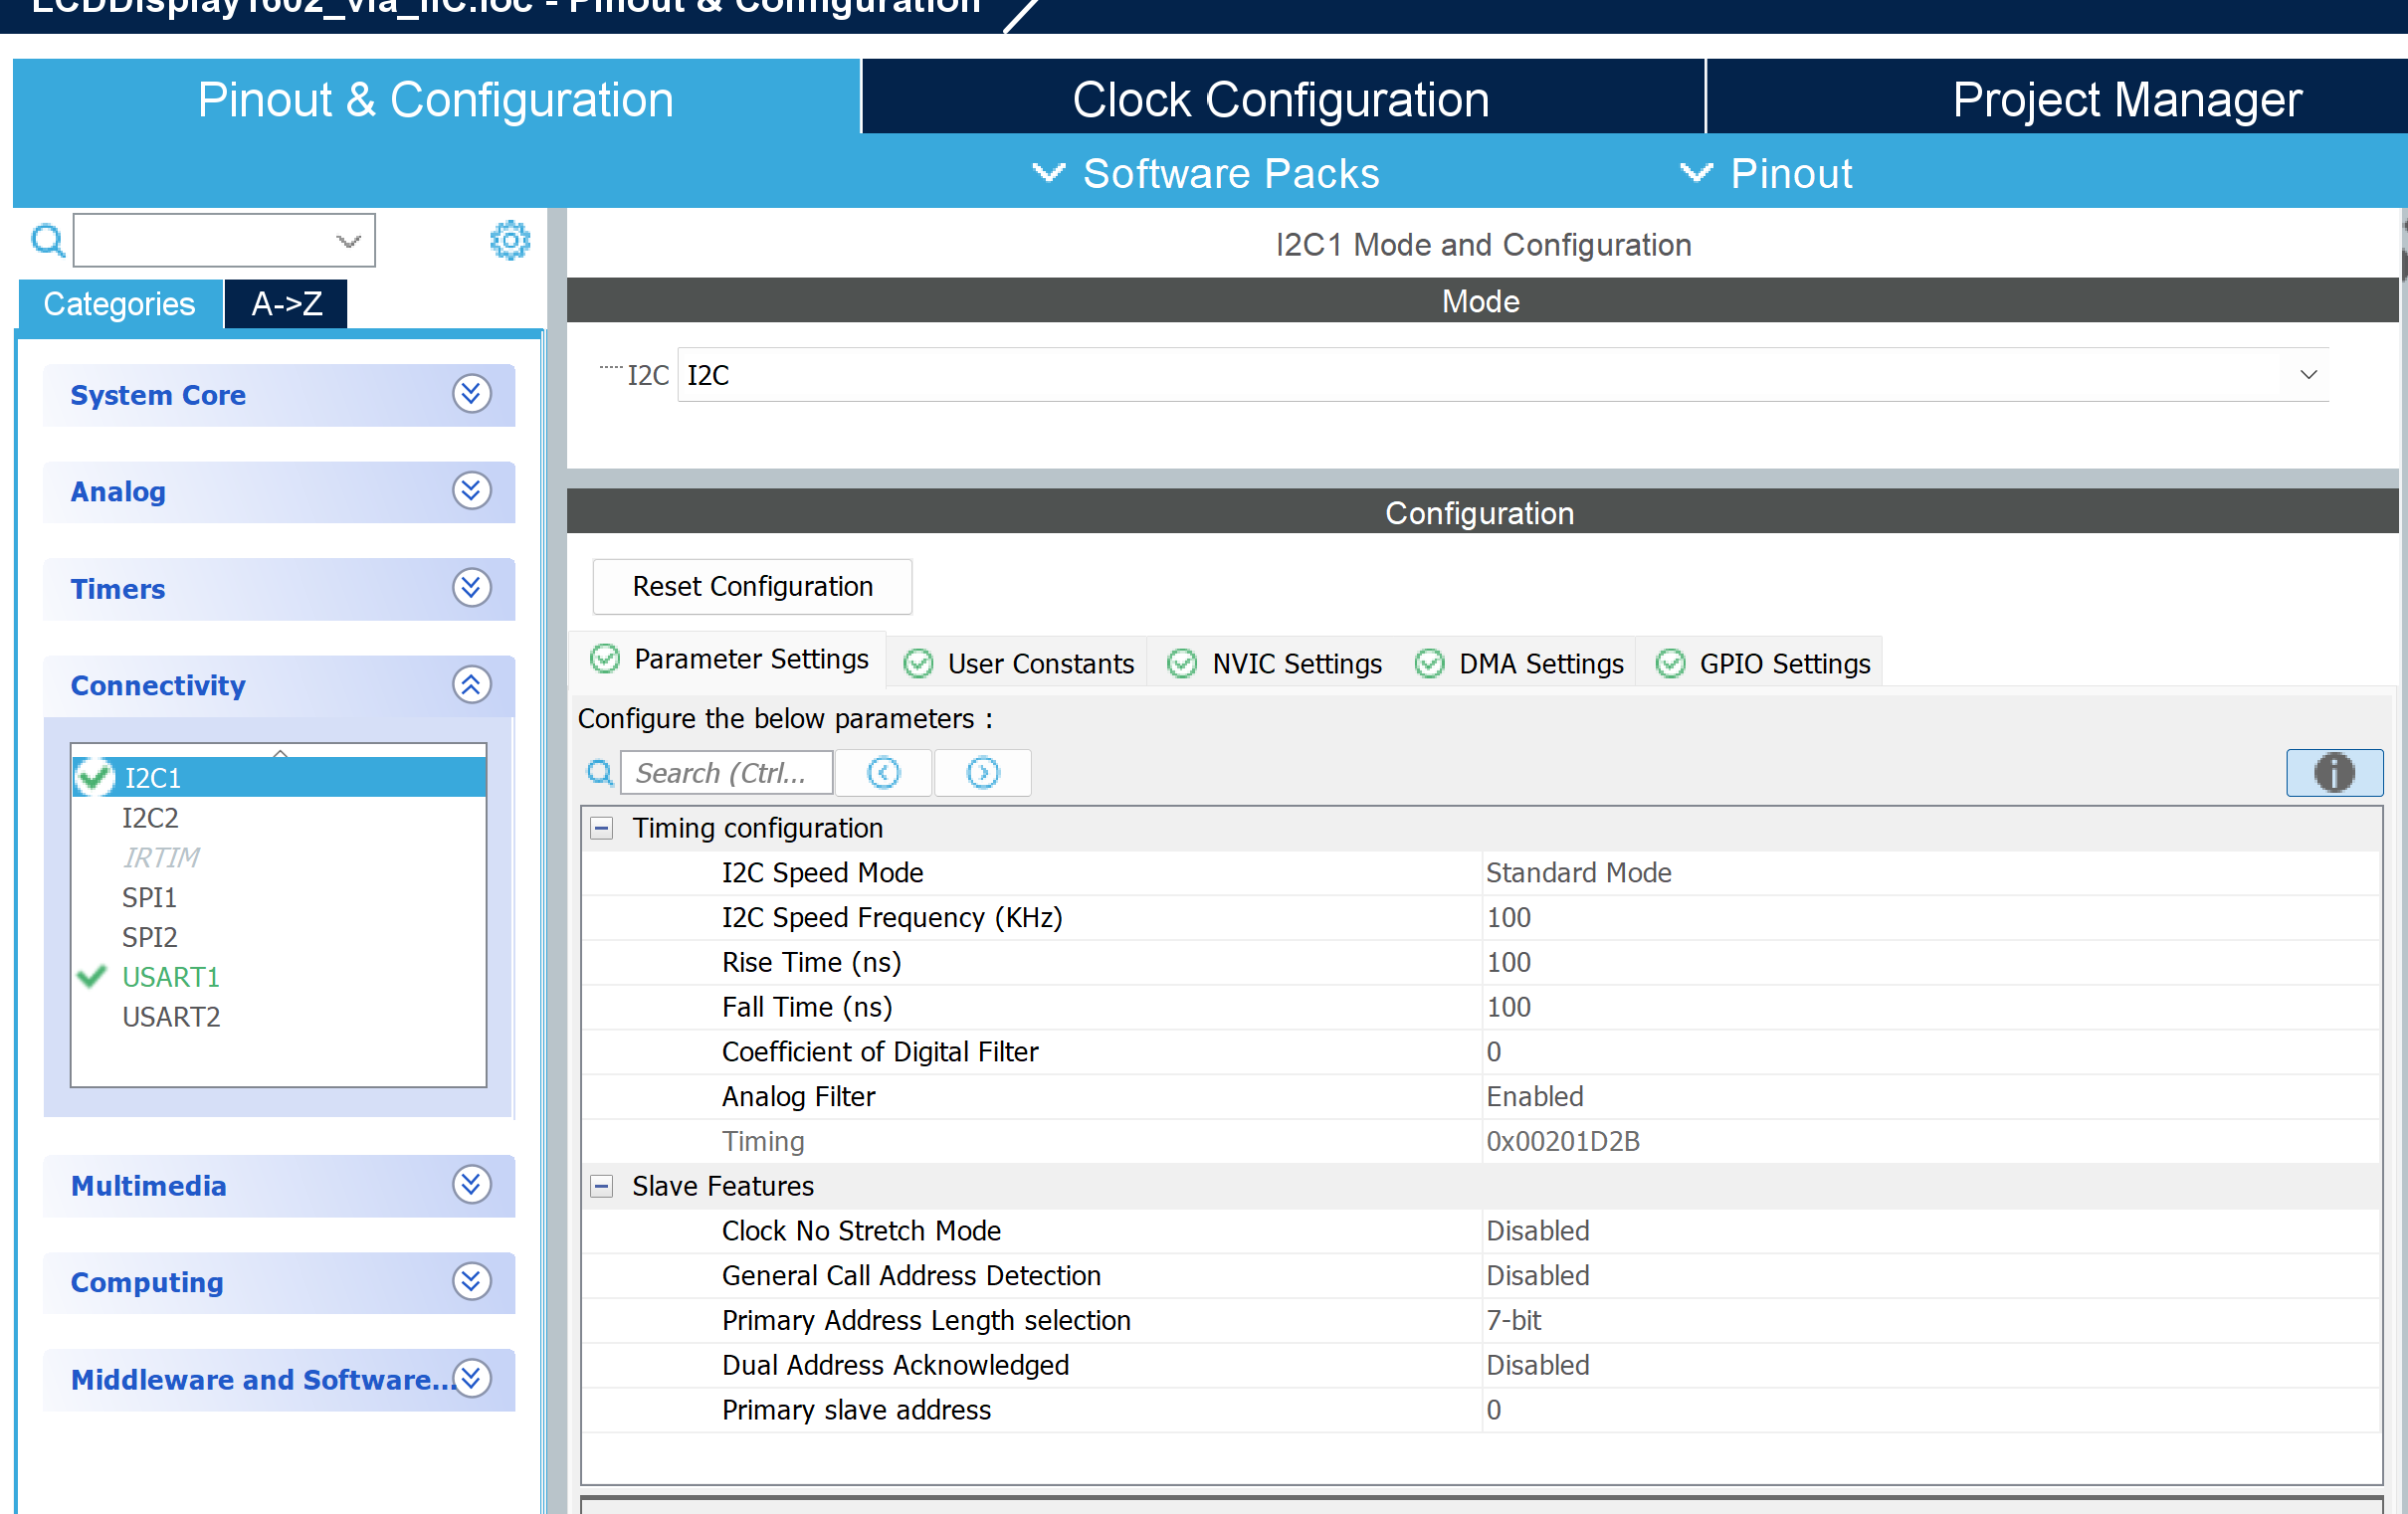 LCDDisplay1602_via_IIC.ioc - Pinout & Configuration
Pinout & Configuration
Clock Configuration
Project Manager
Software Packs
Pinout
Categories
A->Z
System Core
Analog
Timers
Connectivity
I2C1
I2C2
IRTIM
SPI1
SPI2
USART1
USART2
Multimedia
Computing
Middleware and Software...
I2C1 Mode and Configuration
Mode
I2C I2C
Configuration
Reset Configuration
Parameter Settings
User Constants
NVIC Settings
DMA Settings
GPIO Settings
Configure the below parameters :
Search (Ctrl...
Timing configuration
I2C Speed Mode Standard Mode
I2C Speed Frequency (KHz) 100
Rise Time (ns) 100
Fall Time (ns) 100
Coefficient of Digital Filter 0
Analog Filter Enabled
Timing 0x00201D2B
Slave Features
Clock No Stretch Mode Disabled
General Call Address Detection Disabled
Primary Address Length selection 7-bit
Dual Address Acknowledged Disabled
Primary slave address 0